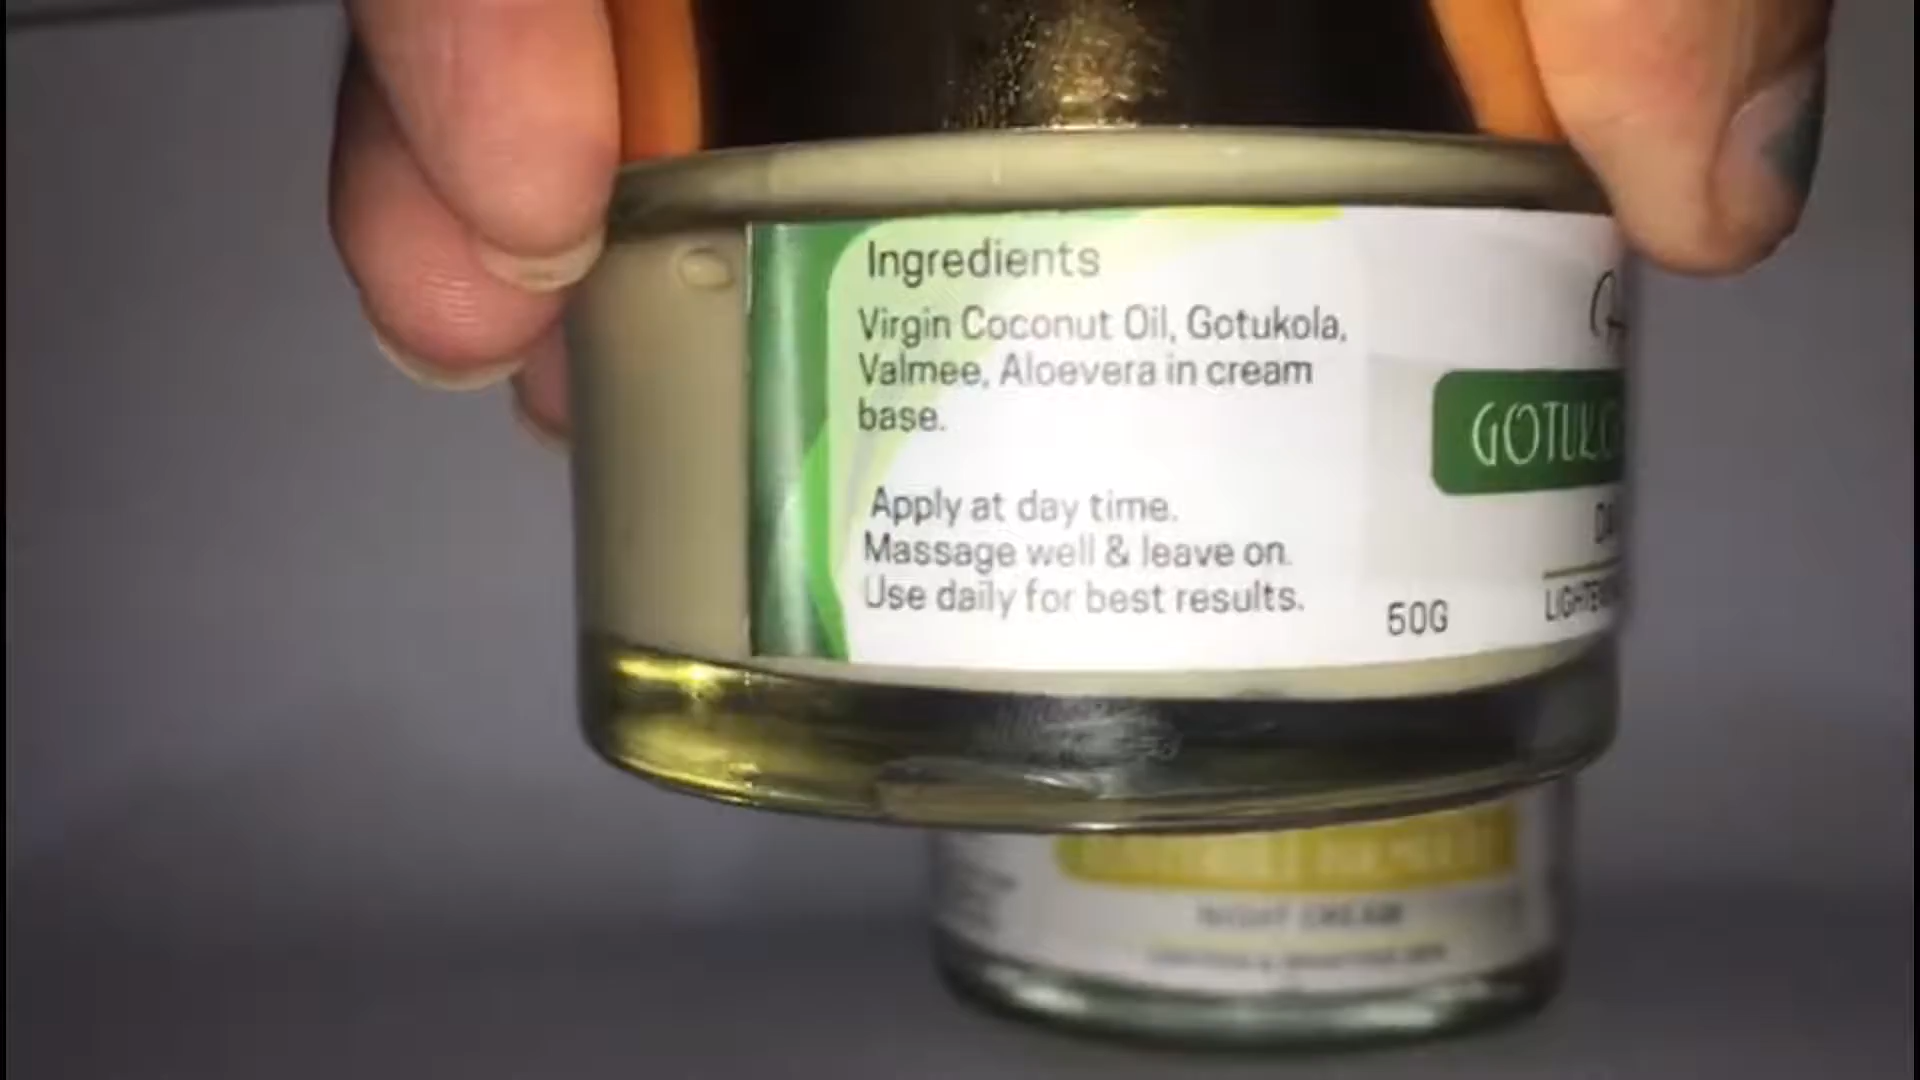 Ingredients
Virgin Coconut Oil, Gotukola,
Valmee, Aloevera in cream
base.
Apply at day time.
Massage well & leave on.
Use daily for best results.
50G
NIGHT CREAM